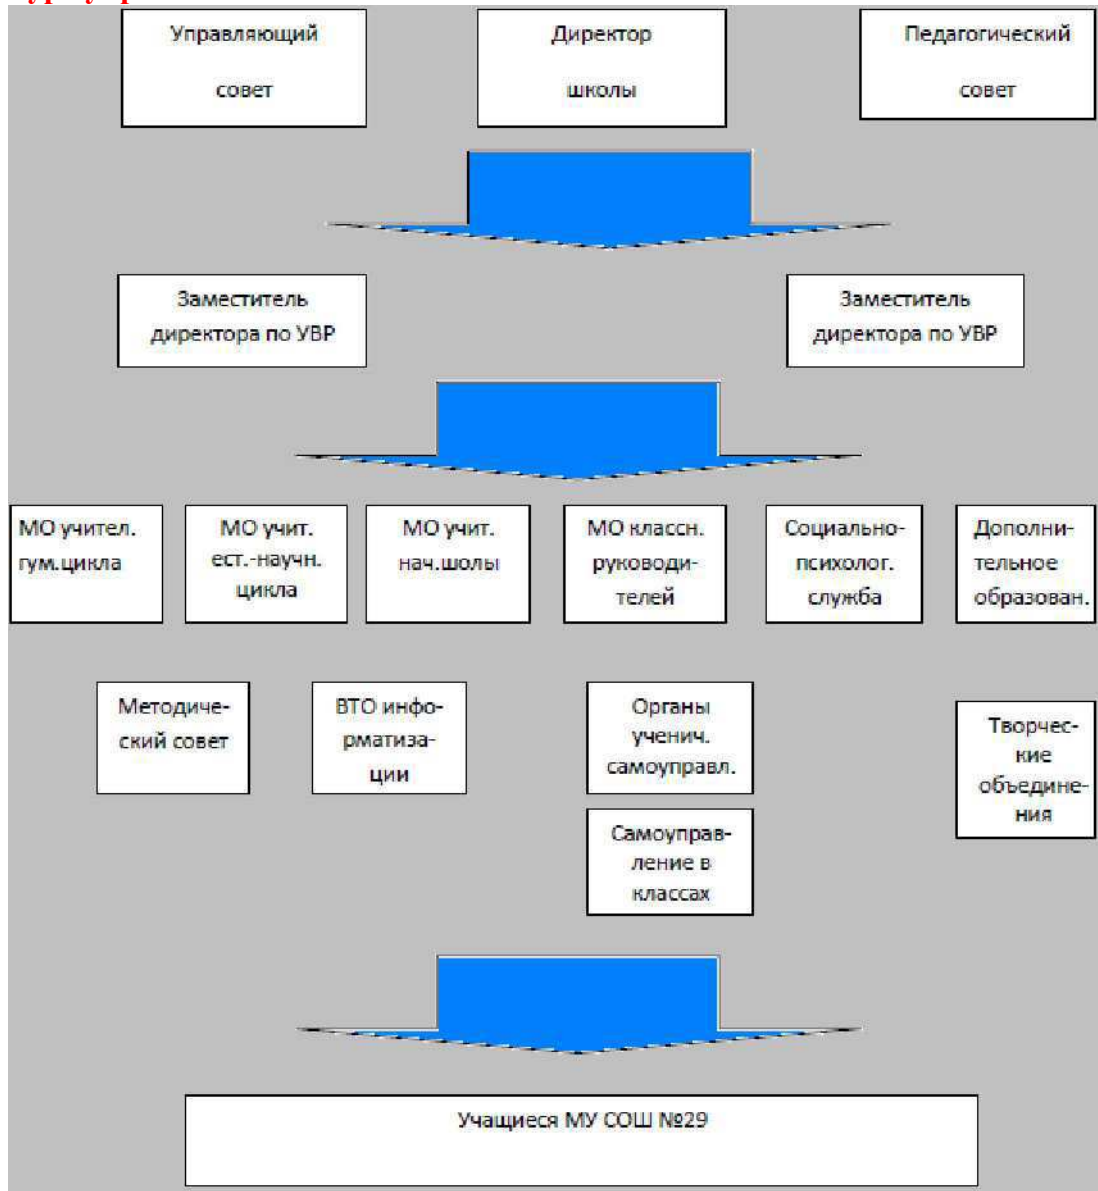 Управляющий
совет
Директор
школы
Педагогический
совет
Заместитель
директора по УВР
Заместитель
директора по УВР
МО учител.
гум.цикла
МО учит.
ест.-научн.
цикла
МО учит.
нач.шолы
МО классн.
руководи-
телей
Социально-
психолог.
служба
Дополни-
тельное
образован.
Методиче-
ский совет
ВТО инфо-
рматиза-
ции
Органы
ученич.
самоуправл.
Творчес-
кие
объедине-
ния
Самоуправ-
ление в
классах
Учащиеся МУ СОШ №29